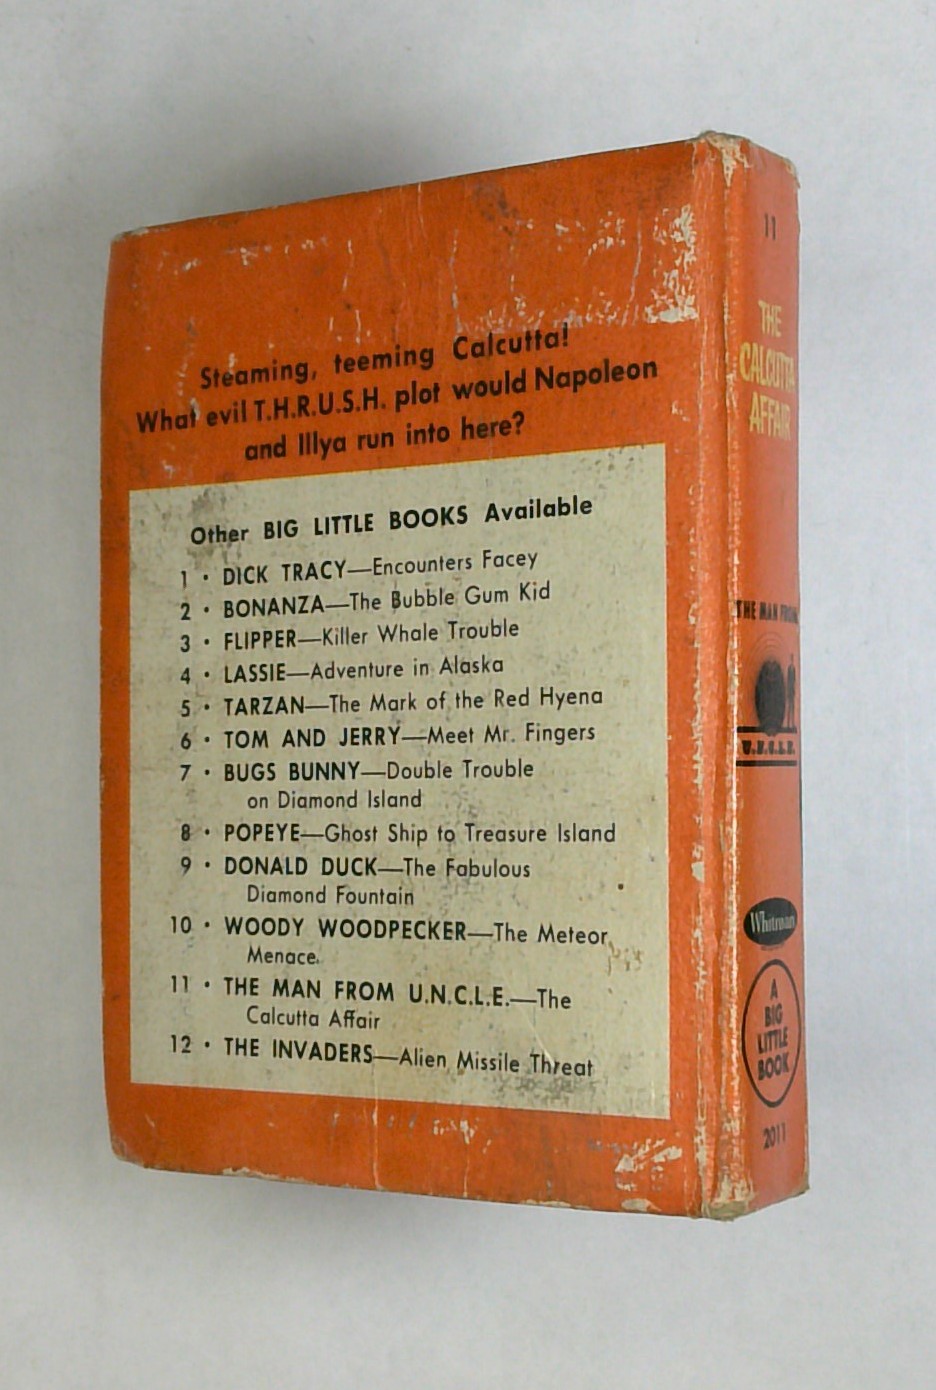 Steaming, teeming Calcutta!
What evil T.H.R.U.S.H. plot would Napoleon
and Illya run into here?
Other BIG LITTLE BOOKS Available
1 • DICK TRACY—Encounters Facey
2 • BONANZA—The Bubble Gum Kid
3 • FLIPPER—Killer Whale Trouble
4 • LASSIE—Adventure in Alaska
5 • TARZAN—The Mark of the Red Hyena
6 • TOM AND JERRY—Meet Mr. Fingers
7 • BUGS BUNNY—Double Trouble
on Diamond Island
8 • POPEYE—Ghost Ship to Treasure Island
9 • DONALD DUCK—The Fabulous
Diamond Fountain
10 • WOODY WOODPECKER—The Meteor
Menace
11 • THE MAN FROM U.N.C.L.E.—The
Calcutta Affair
12 • THE INVADERS—Alien Missile Threat
11
THE
CALCUTTA
AFFAIR
THE MAN FROM
U.N.C.L.E.
Whitman
A
BIG
LITTLE
BOOK
2011